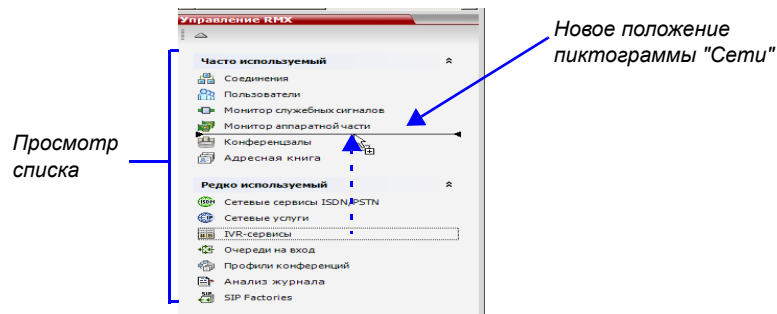 Управление RMX
Новое положение
пиктограммы "Сети"
Часто используемый
Соединения
Пользователи
Монитор служебных сигналов
Монитор аппаратной части
Конференцзалы
Адресная книга
Просмотр
списка
Редко используемый
Сетевые сервисы ISDN/PSTN
Сетевые услуги
IVR-сервисы
Очереди на вход
Профили конференций
Анализ журнала
SIP Factories